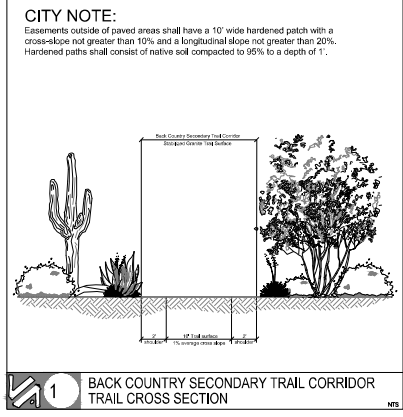 CITY NOTE:
Easements outside of paved areas shall have a 10' wide hardened patch with a
cross-slope not greater than 10% and a longitudinal slope not greater than 20%.
Hardened paths shall consist of native soil compacted to 95% to a depth of 1'.
Back Country Secondary Trail Corridor
Stabilized Granite Trail Surface
2' 10' Trail surface 2'
shoulder 1% average cross slope shoulder
1 BACK COUNTRY SECONDARY TRAIL CORRIDOR
TRAIL CROSS SECTION
NTS